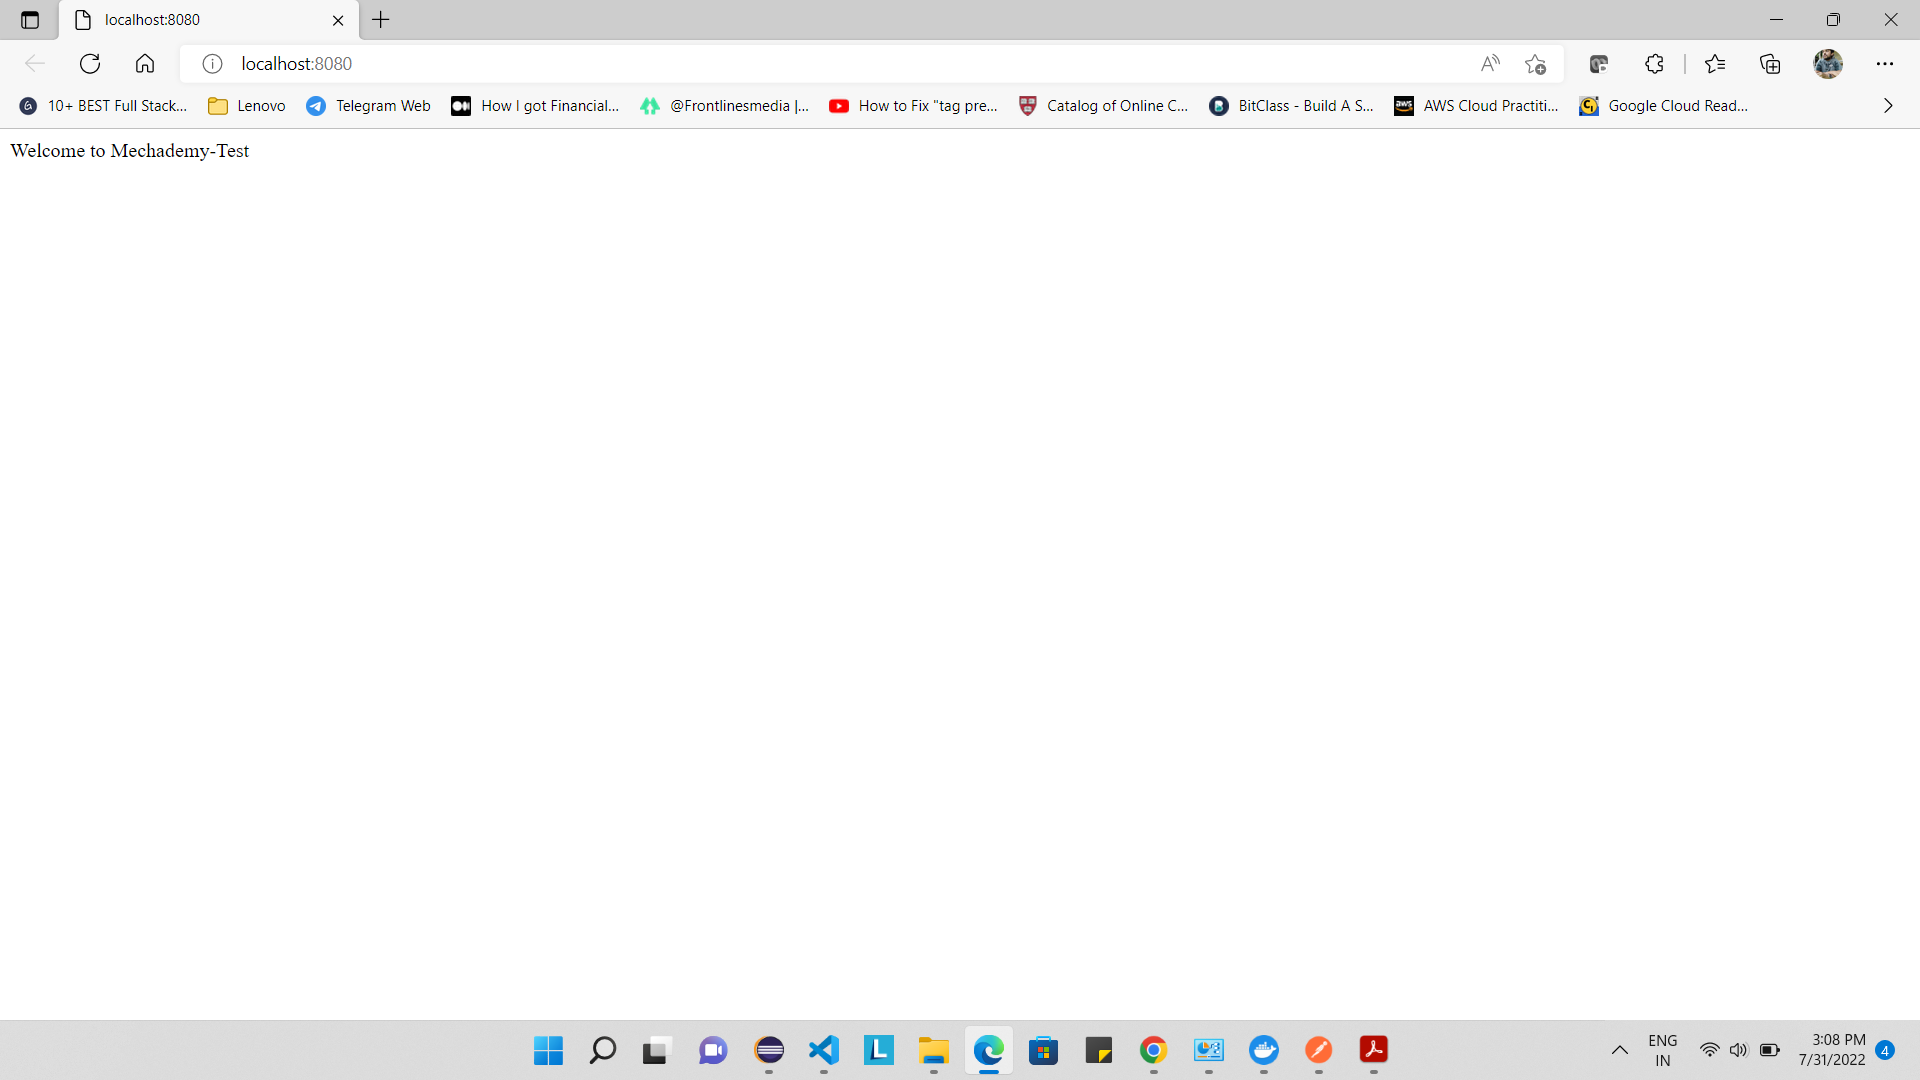 localhost:8080
localhost:8080
10+ BEST Full Stack...
Lenovo
Telegram Web
How I got Financial...
@Frontlinesmedia |...
How to Fix "tag pre...
Catalog of Online C...
BitClass - Build A S...
aws
AWS Cloud Practiti...
Google Cloud Read...
Welcome to Mechademy-Test
L
ENG
IN
3:08 PM
7/31/2022
4